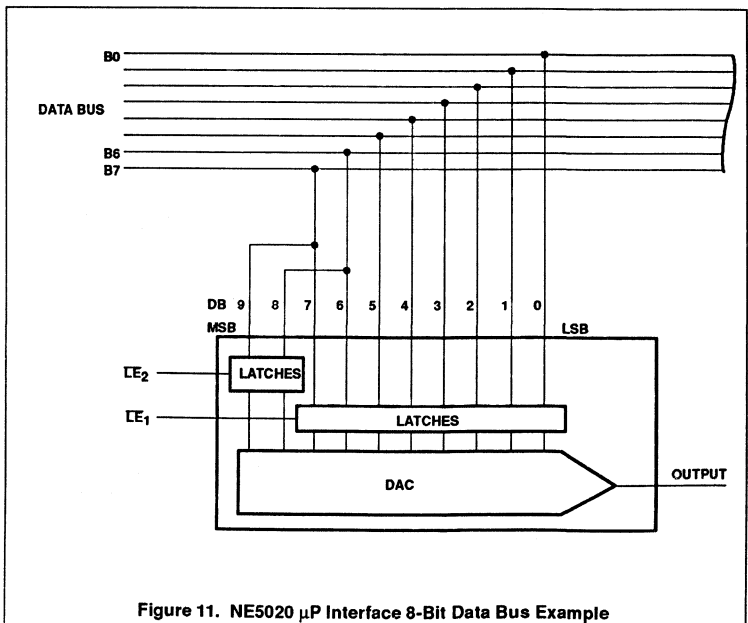 B0
DATA BUS
B6
B7
DB 9 8 7 6 5 4 3 2 1 0
MSB LSB
LE2 LATCHES
LE1 LATCHES
DAC
OUTPUT
Figure 11. NE5020 μP Interface 8-Bit Data Bus Example